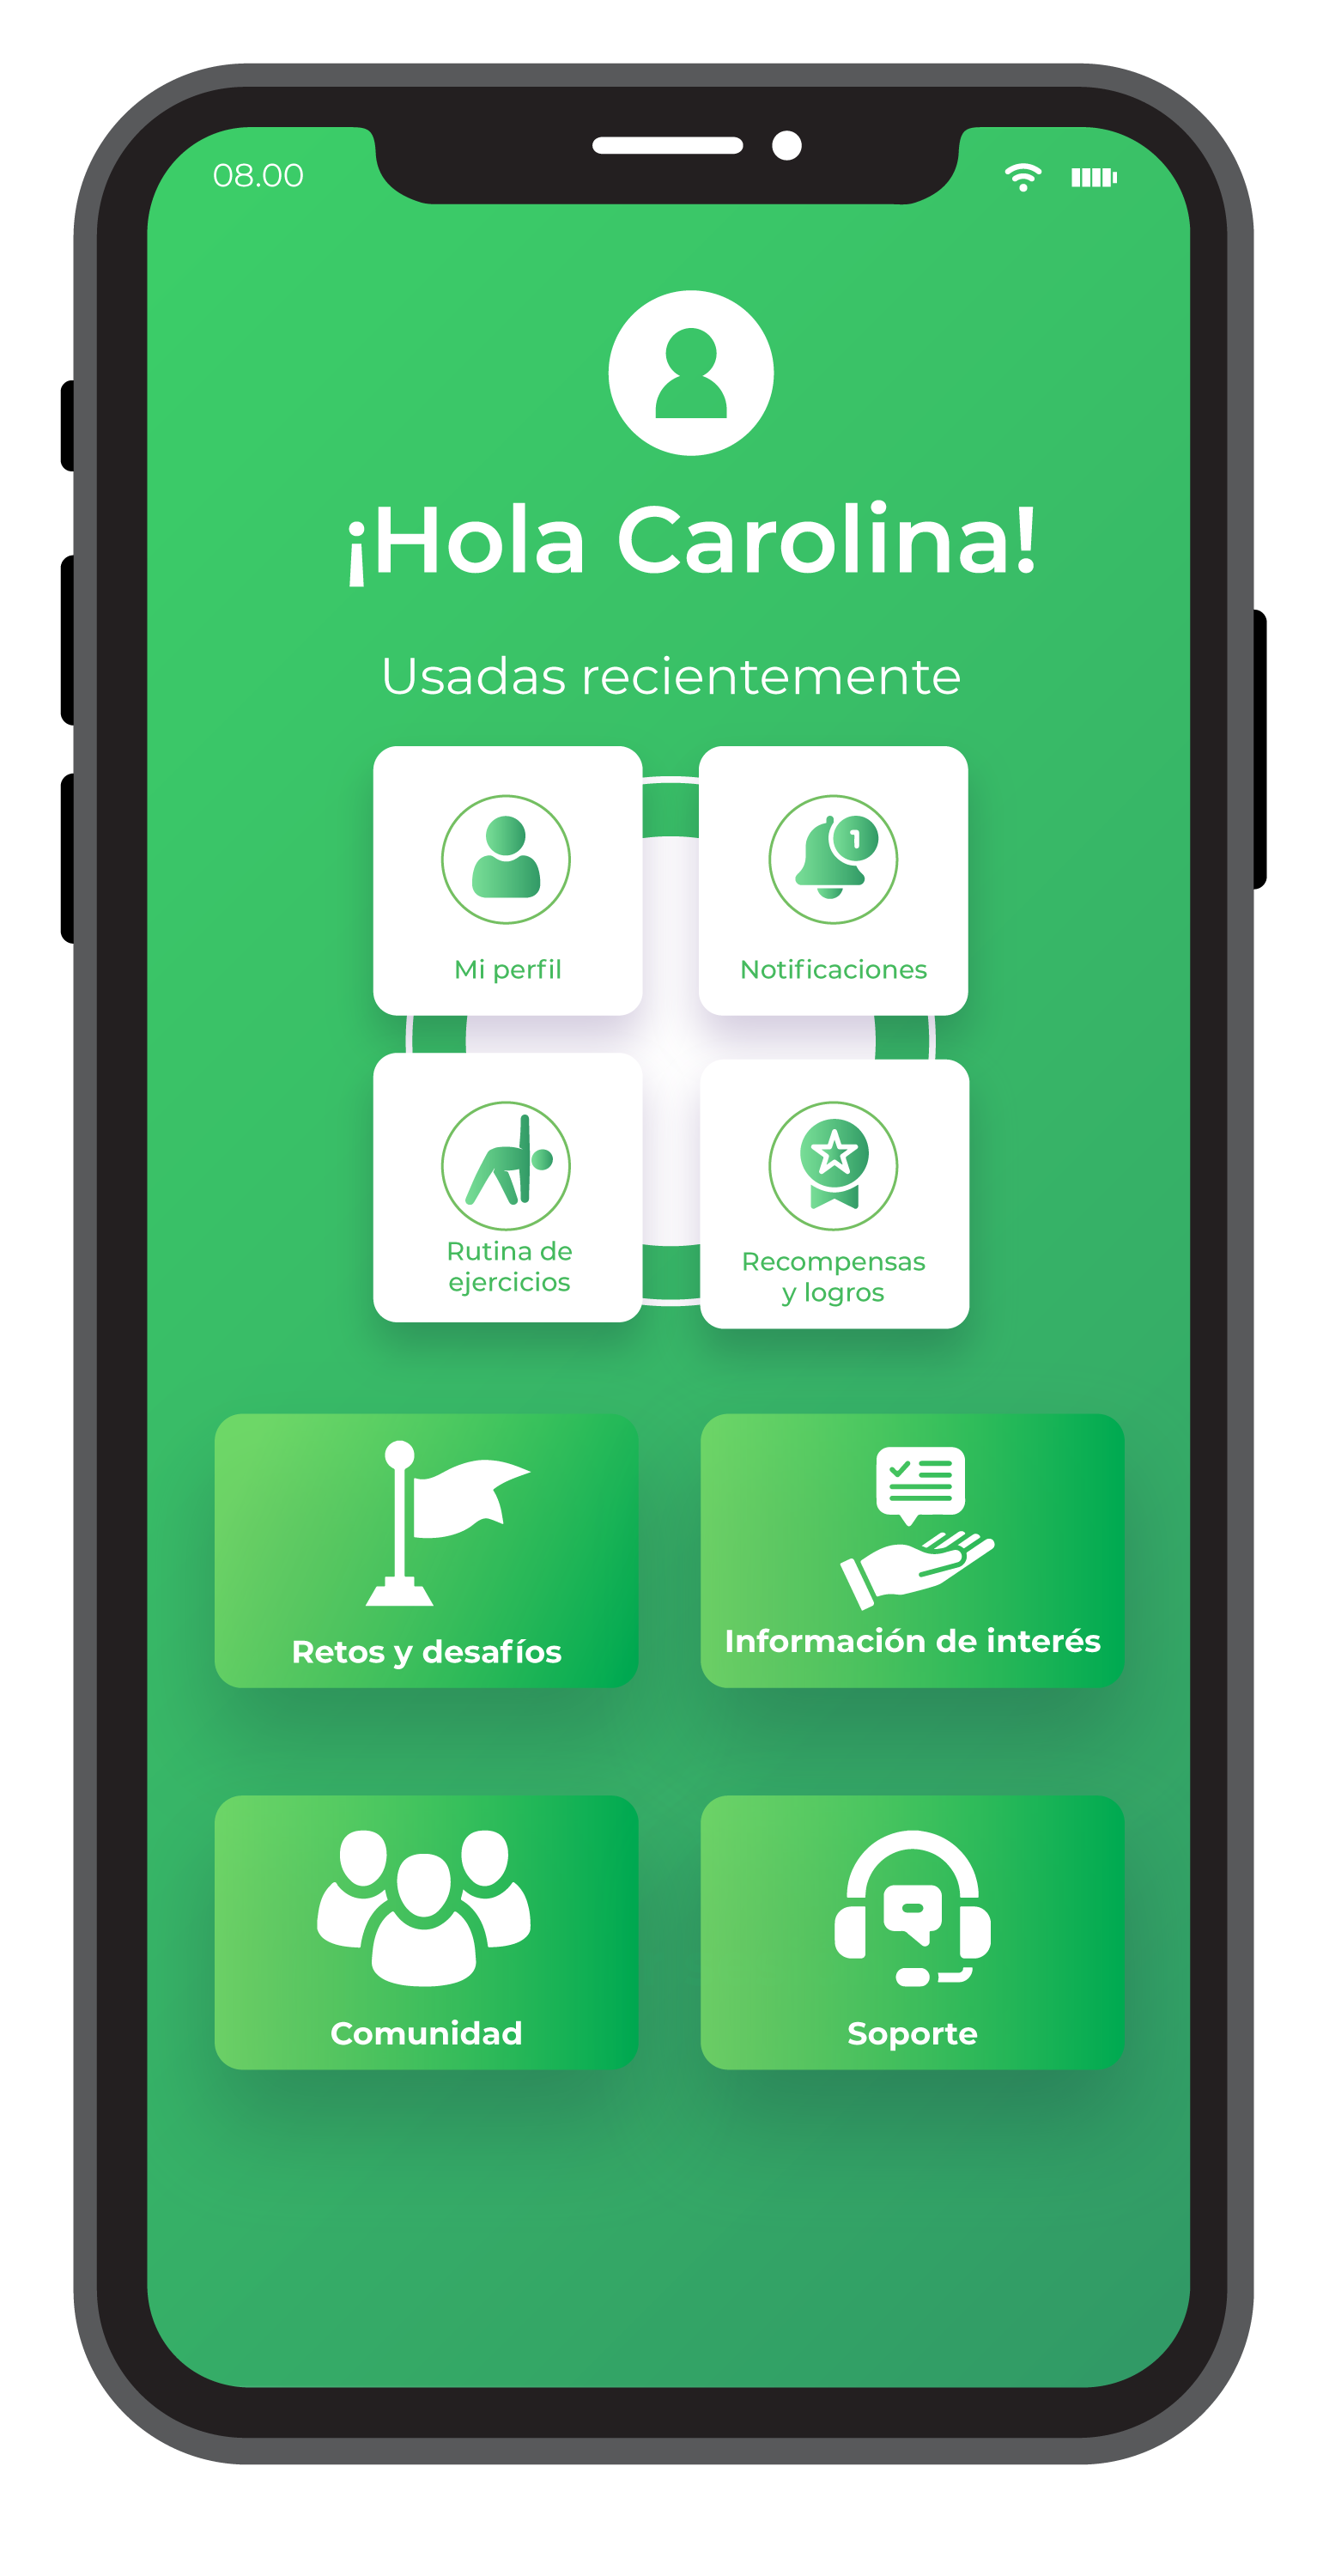 08.00
¡Hola Carolina!
Usadas recientemente
Mi perfil
1
Notificaciones
Rutina de
ejercicios
Recompensas
y logros
Retos y desafíos
Información de interés
Comunidad
Soporte